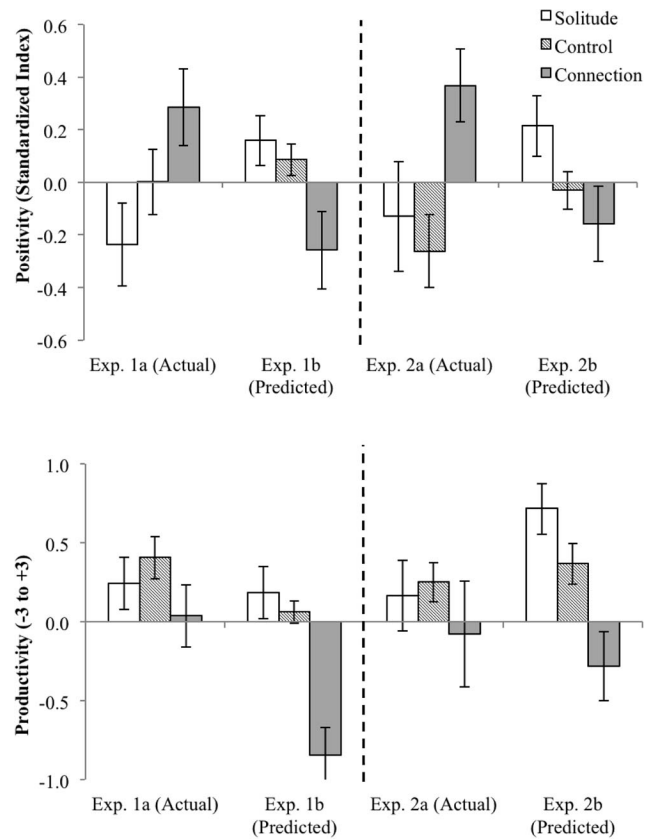 Positivity (Standardized Index)
0.6
0.4
0.2
0.0
-0.2
-0.4
-0.6
Solitude
Control
Connection
Exp. 1a (Actual)
Exp. 1b
(Predicted)
Exp. 2a (Actual)
Exp. 2b
(Predicted)
Productivity (-3 to +3)
1.0
0.5
0.0
-0.5
-1.0
Exp. 1a (Actual)
Exp. 1b
(Predicted)
Exp. 2a (Actual)
Exp. 2b
(Predicted)